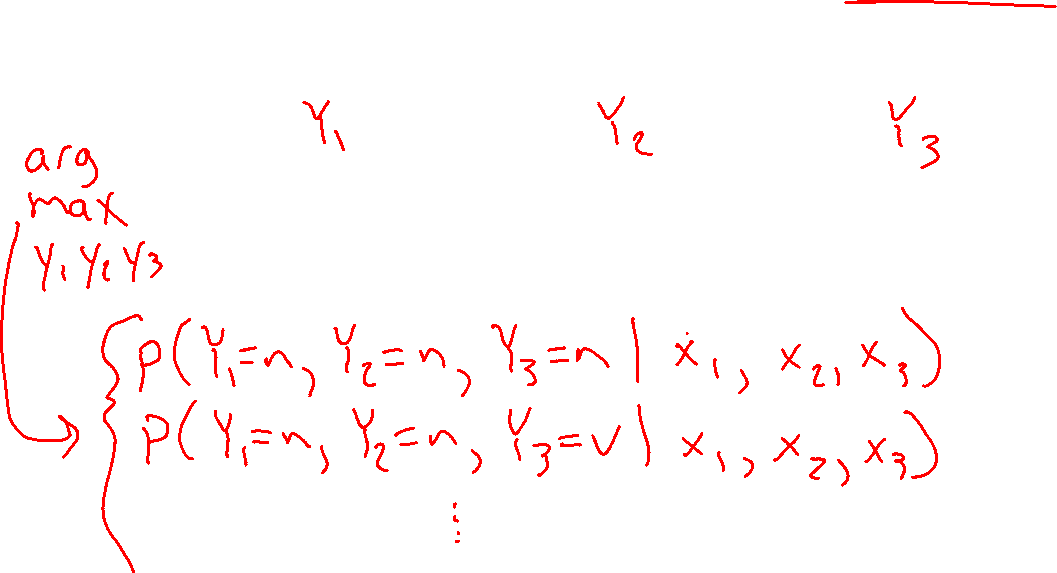 Y₁ Y₂ Y₃
arg
max
y₁ y₂ y₃
P(Y₁=n, Y₂=n, Y₃=n | x₁, x₂, x₃)
P(Y₁=n, Y₂=n, Y₃=v | x₁, x₂, x₃)
⋮